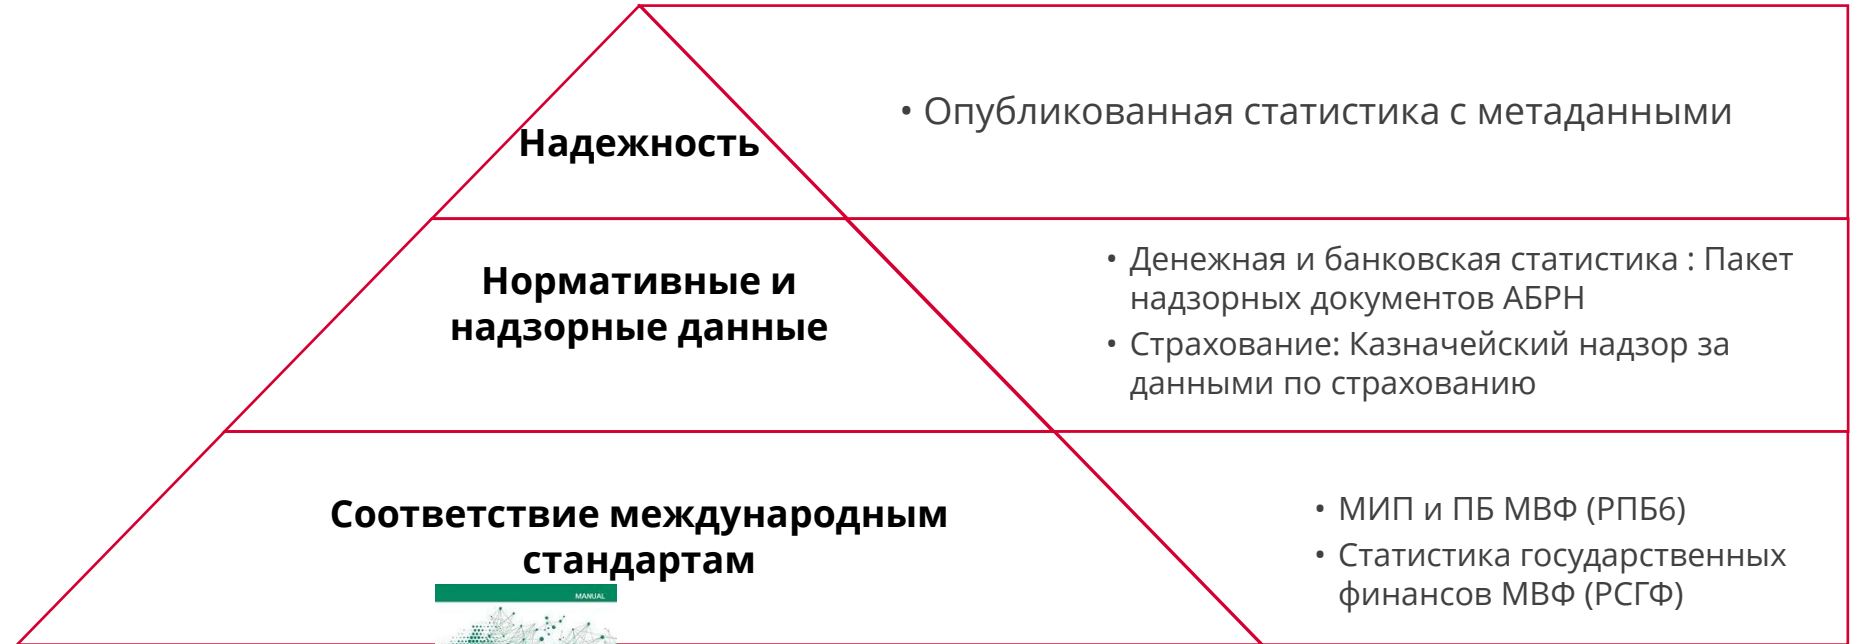 Надежность
• Опубликованная статистика с метаданными
Нормативные и
надзорные данные
• Денежная и банковская статистика : Пакет
надзорных документов АБРН
• Страхование: Казначейский надзор за
данными по страхованию
Соответствие международным
стандартам
• МИП и ПБ МВФ (РПБ6)
• Статистика государственных
финансов МВФ (РСГФ)
MANUAL